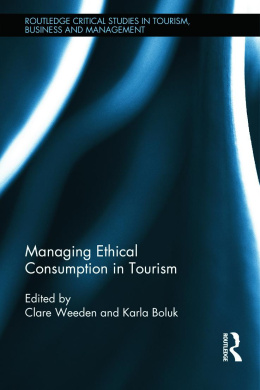 ROUTLEDGE CRITICAL STUDIES IN TOURISM,
BUSINESS AND MANAGEMENT
Managing Ethical
Consumption in Tourism
Edited by
Clare Weeden and Karla Boluk
ROUTLEDGE